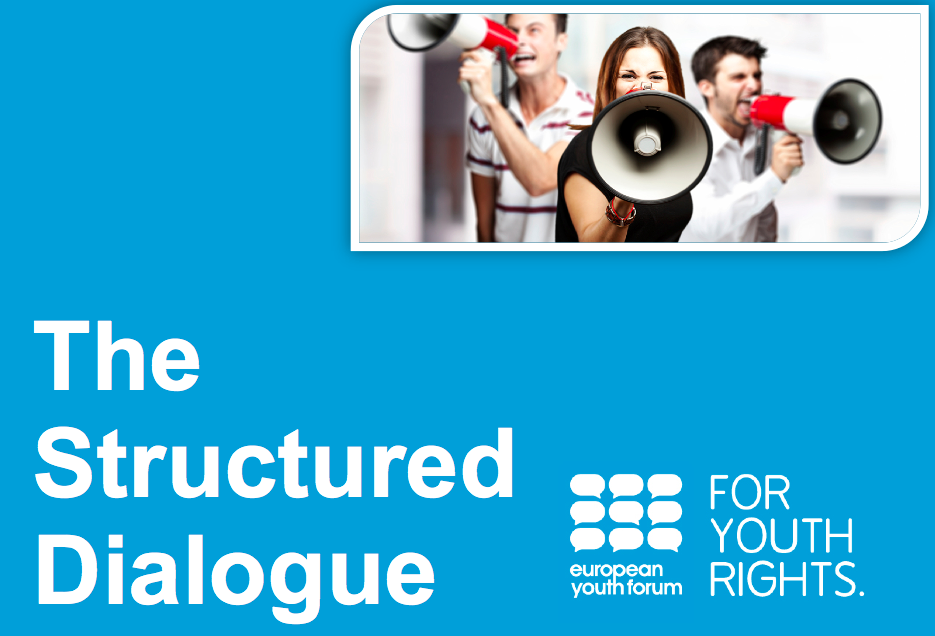 The
Structured
Dialogue
european
youth forum
FOR
YOUTH
RIGHTS.